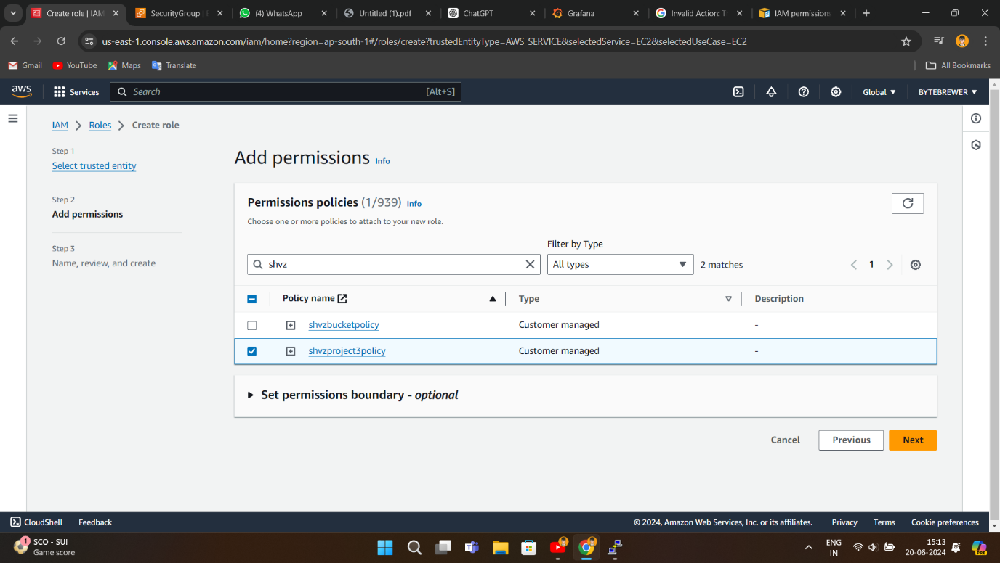 Create role | IAM
SecurityGroup | E
(4) WhatsApp
Untitled (1).pdf
ChatGPT
Grafana
Invalid Action: Th
IAM permissions
us-east-1.console.aws.amazon.com/iam/home?region=ap-south-1#/roles/create?trustedEntityType=AWS_SERVICE&selectedService=EC2&selectedUseCase=EC2
Gmail
YouTube
Maps
Translate
All Bookmarks
aws
Services
Search
[Alt+S]
Global
BYTEBREWER
IAM
Roles
Create role
Step 1
Select trusted entity
Step 2
Add permissions
Step 3
Name, review, and create
Add permissions Info
Permissions policies (1/939) Info
Choose one or more policies to attach to your new role.
Filter by Type
shvz
All types
2 matches
1
Policy name
Type
Description
shvzbucketpolicy
Customer managed
-
shvzproject3policy
Customer managed
-
Set permissions boundary - optional
Cancel
Previous
Next
CloudShell
Feedback
© 2024, Amazon Web Services, Inc. or its affiliates.
Privacy
Terms
Cookie preferences
1
SCO - SUI
Game score
ENG
IN
15:13
20-06-2024
PRE